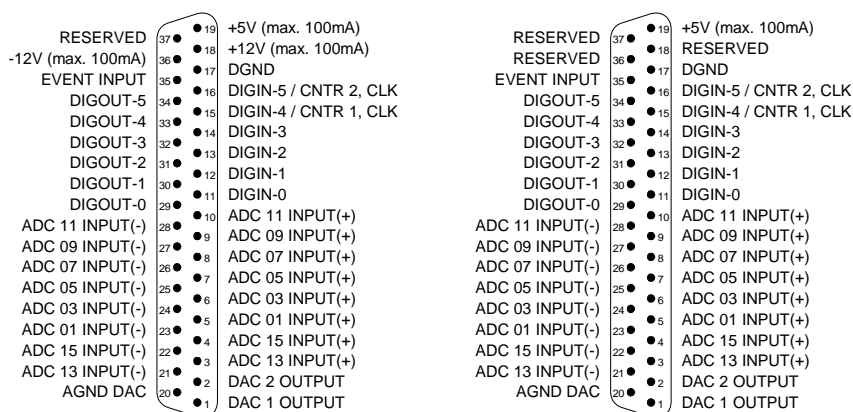 19 +5V (max. 100mA)
RESERVED 37
18 +12V (max. 100mA)
-12V (max. 100mA) 36
17 DGND
EVENT INPUT 35
16 DIGIN-5 / CNTR 2, CLK
DIGOUT-5 34
15 DIGIN-4 / CNTR 1, CLK
DIGOUT-4 33
14 DIGIN-3
DIGOUT-3 32
13 DIGIN-2
DIGOUT-2 31
12 DIGIN-1
DIGOUT-1 30
11 DIGIN-0
DIGOUT-0 29
10 ADC 11 INPUT(+)
ADC 11 INPUT(-) 28
9 ADC 09 INPUT(+)
ADC 09 INPUT(-) 27
8 ADC 07 INPUT(+)
ADC 07 INPUT(-) 26
7 ADC 05 INPUT(+)
ADC 05 INPUT(-) 25
6 ADC 03 INPUT(+)
ADC 03 INPUT(-) 24
5 ADC 01 INPUT(+)
ADC 01 INPUT(-) 23
4 ADC 15 INPUT(+)
ADC 15 INPUT(-) 22
3 ADC 13 INPUT(+)
ADC 13 INPUT(-) 21
2 DAC 2 OUTPUT
AGND DAC 20
1 DAC 1 OUTPUT
19 +5V (max. 100mA)
RESERVED 37
18 RESERVED
RESERVED 36
17 DGND
EVENT INPUT 35
16 DIGIN-5 / CNTR 2, CLK
DIGOUT-5 34
15 DIGIN-4 / CNTR 1, CLK
DIGOUT-4 33
14 DIGIN-3
DIGOUT-3 32
13 DIGIN-2
DIGOUT-2 31
12 DIGIN-1
DIGOUT-1 30
11 DIGIN-0
DIGOUT-0 29
10 ADC 11 INPUT(+)
ADC 11 INPUT(-) 28
9 ADC 09 INPUT(+)
ADC 09 INPUT(-) 27
8 ADC 07 INPUT(+)
ADC 07 INPUT(-) 26
7 ADC 05 INPUT(+)
ADC 05 INPUT(-) 25
6 ADC 03 INPUT(+)
ADC 03 INPUT(-) 24
5 ADC 01 INPUT(+)
ADC 01 INPUT(-) 23
4 ADC 15 INPUT(+)
ADC 15 INPUT(-) 22
3 ADC 13 INPUT(+)
ADC 13 INPUT(-) 21
2 DAC 2 OUTPUT
AGND DAC 20
1 DAC 1 OUTPUT